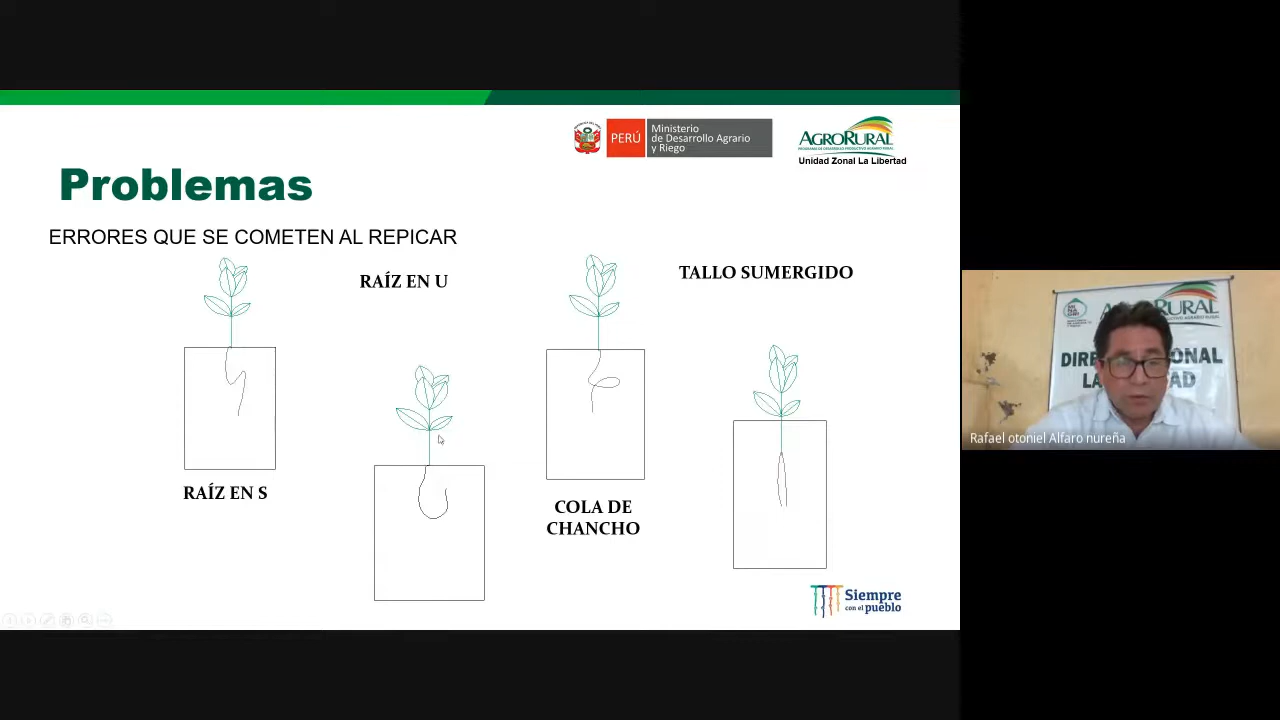 PERÚ
Ministerio
de Desarrollo Agrario
y Riego
AGRORURAL
Unidad Zonal La Libertad
Problemas
ERRORES QUE SE COMETEN AL REPICAR
RAÍZ EN U
TALLO SUMERGIDO
RAÍZ EN S
COLA DE
CHANCHO
Siempre
con el pueblo
Rafael otoniel Alfaro nureña